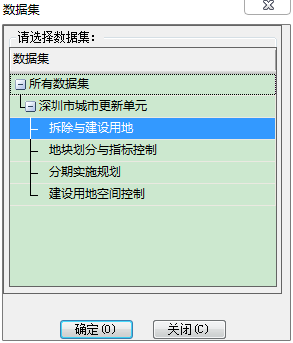 数据集
请选择数据集：
数据集
所有数据集
深圳市城市更新单元
拆除与建设用地
地块划分与指标控制
分期实施规划
建设用地空间控制
确定(O) 关闭(C)